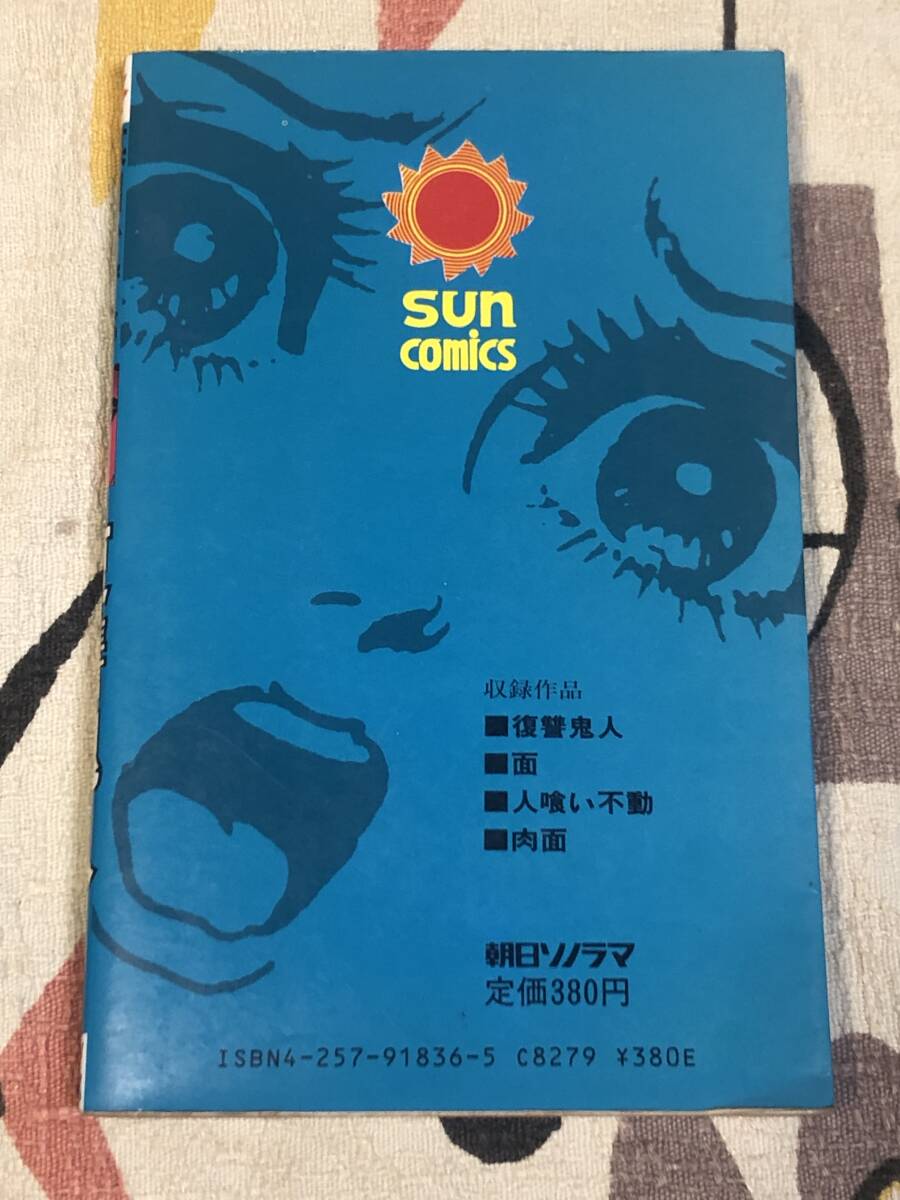 sun
comics
収録作品
■復讐鬼人
■面
■人喰い不動
■肉面
朝日ソノラマ
定価380円
ISBN4-257-91836-5 C8279 ¥380E